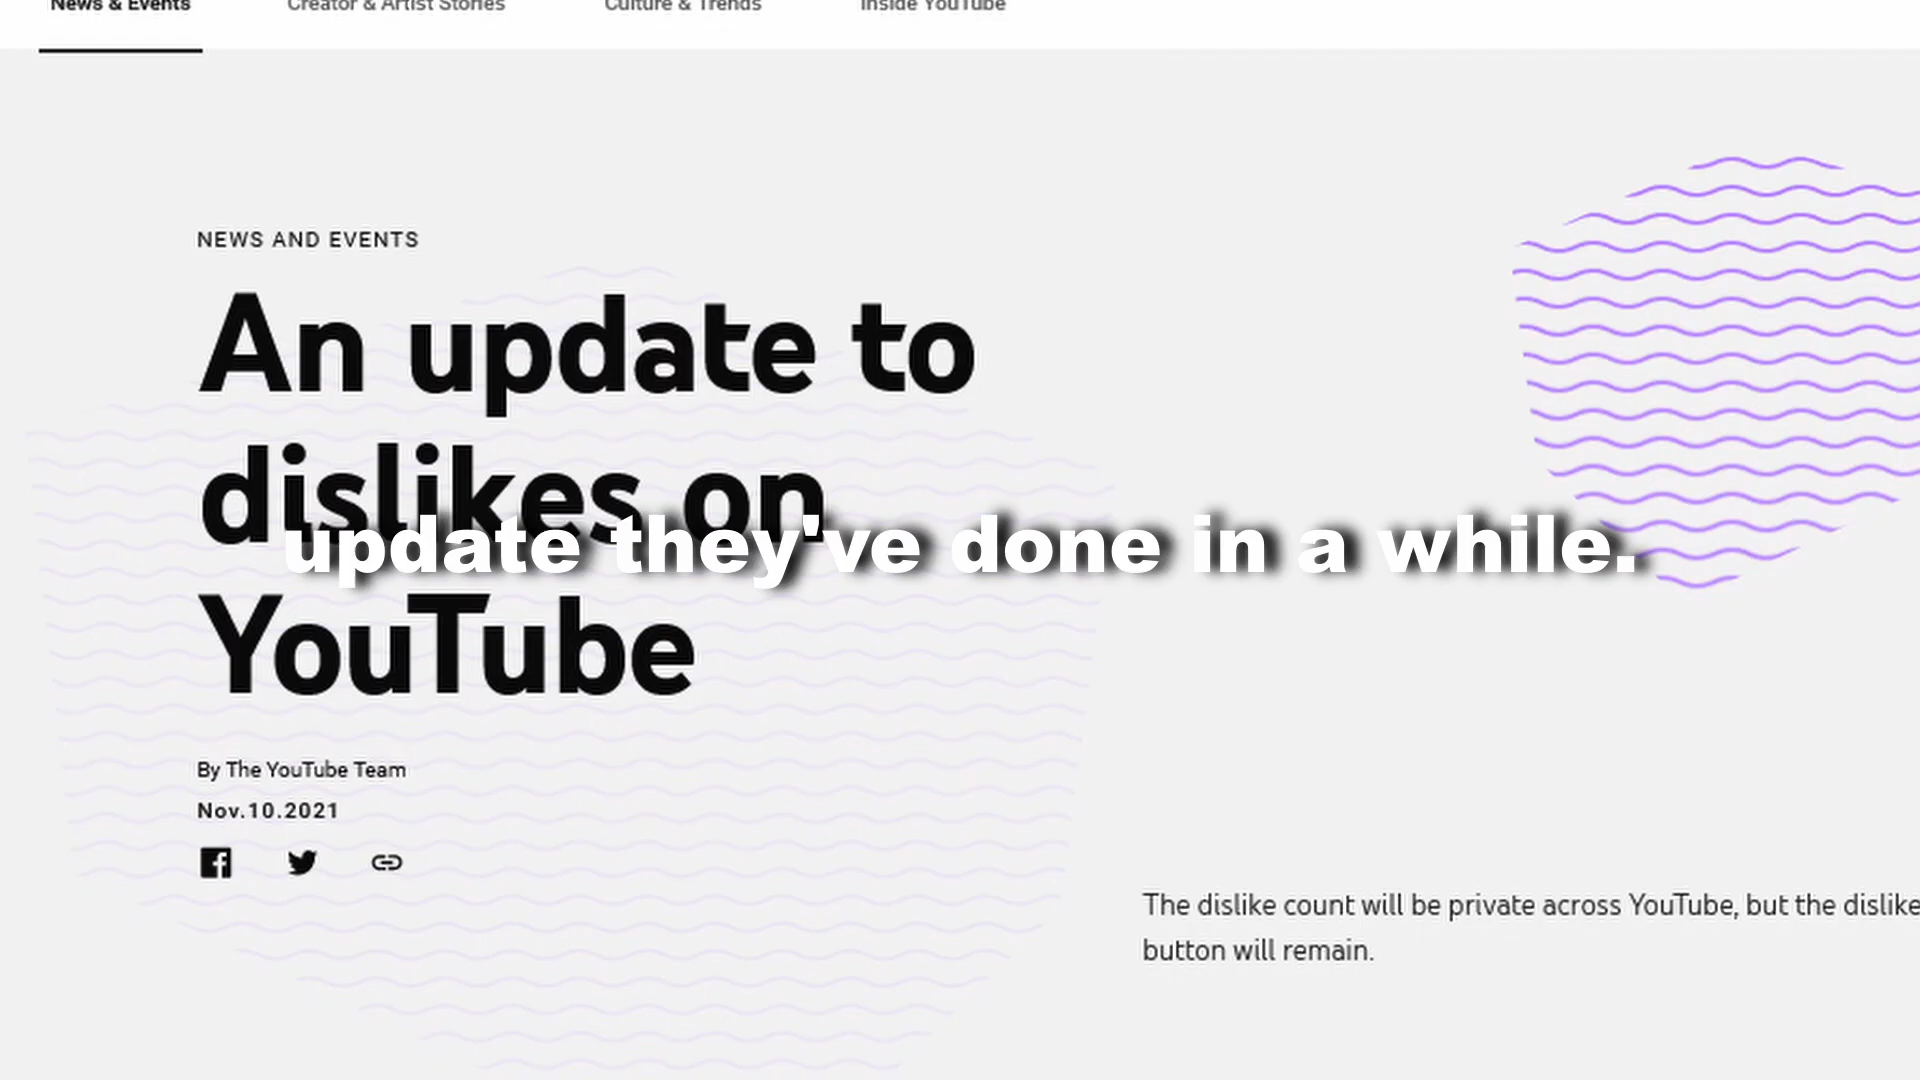 News & Events
Creator & Artist Stories
Culture & Trends
Inside YouTube
NEWS AND EVENTS
An update to
dislikes on
update they've done in a while.
YouTube
By The YouTube Team
Nov.10.2021
The dislike count will be private across YouTube, but the dislike
button will remain.